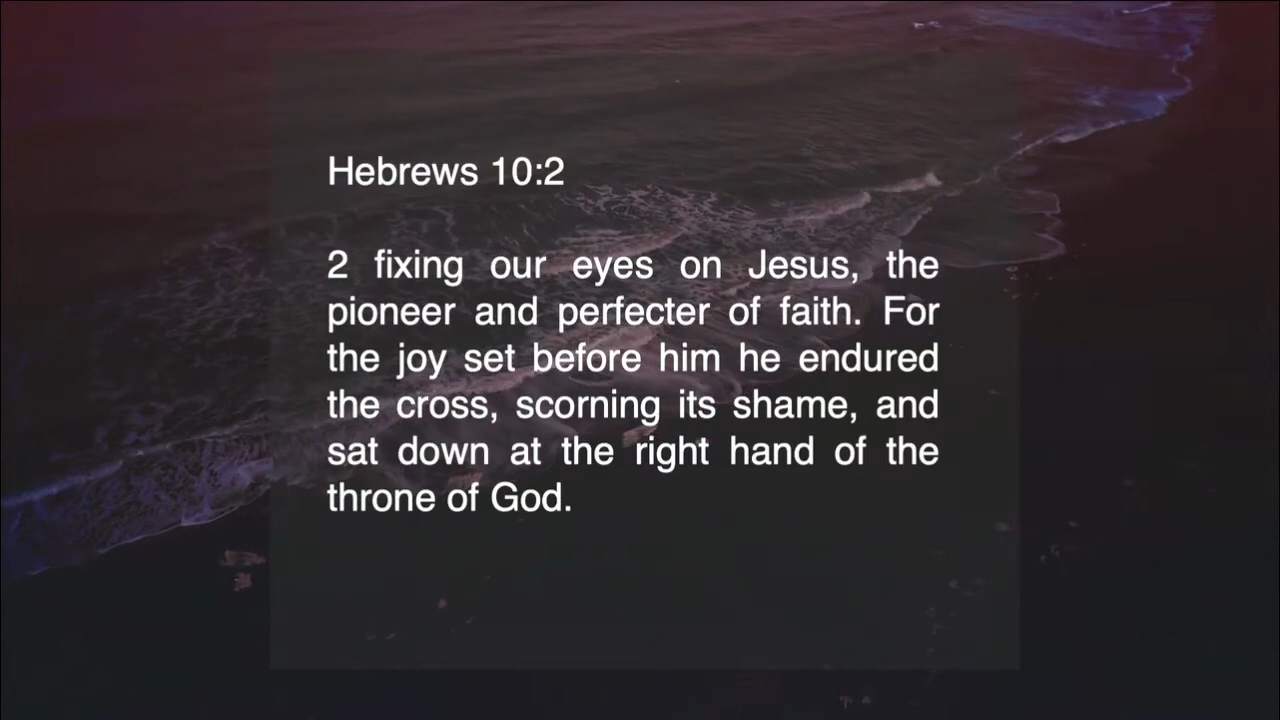 Hebrews 10:2
2 fixing our eyes on Jesus, the
pioneer and perfecter of faith. For
the joy set before him he endured
the cross, scorning its shame, and
sat down at the right hand of the
throne of God.